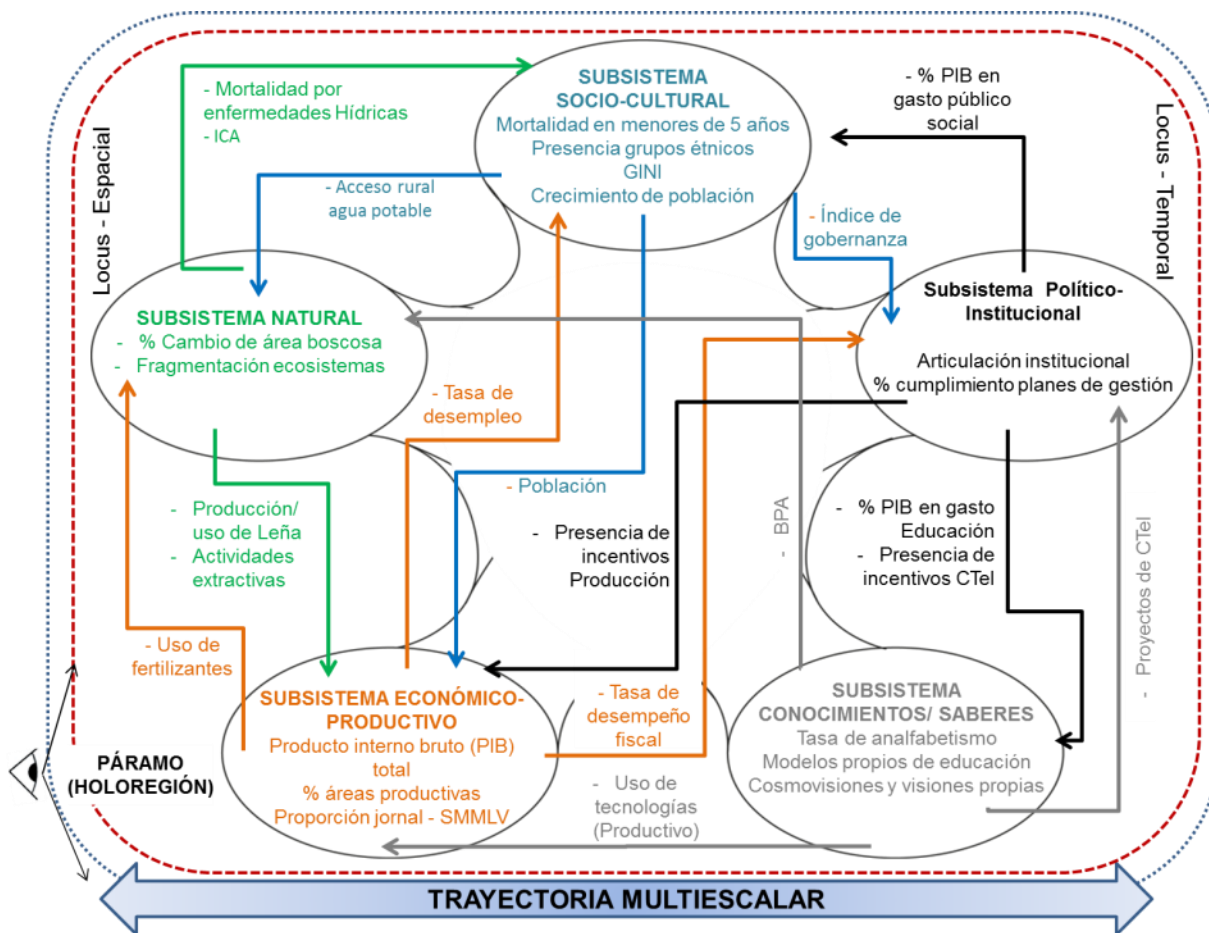 SUBSISTEMA
SOCIO-CULTURAL
Mortalidad en menores de 5 años
Presencia grupos étnicos
GINI
Crecimiento de población
- Mortalidad por
enfermedades Hídricas
- ICA
- % PIB en
gasto público
social
Locus - Espacial
Locus - Temporal
- Acceso rural
agua potable
- Índice de
gobernanza
SUBSISTEMA NATURAL
- % Cambio de área boscosa
- Fragmentación ecosistemas
Subsistema Político-
Institucional
Articulación institucional
% cumplimiento planes de gestión
- Tasa de
desempleo
- Población
- Producción/
uso de Leña
- Actividades
extractivas
- Presencia de
incentivos
Producción
- BPA
- % PIB en gasto
Educación
- Presencia de
incentivos CTeI
- Proyectos de CTeI
- Uso de
fertilizantes
SUBSISTEMA ECONÓMICO-
PRODUCTIVO
Producto interno bruto (PIB)
total
% áreas productivas
Proporción jornal - SMMLV
- Tasa de
desempeño
fiscal
- Uso de
tecnologías
(Productivo)
SUBSISTEMA
CONOCIMIENTOS/ SABERES
Tasa de analfabetismo
Modelos propios de educación
Cosmovisiones y visiones propias
PÁRAMO
(HOLOREGIÓN)
TRAYECTORIA MULTIESCALAR